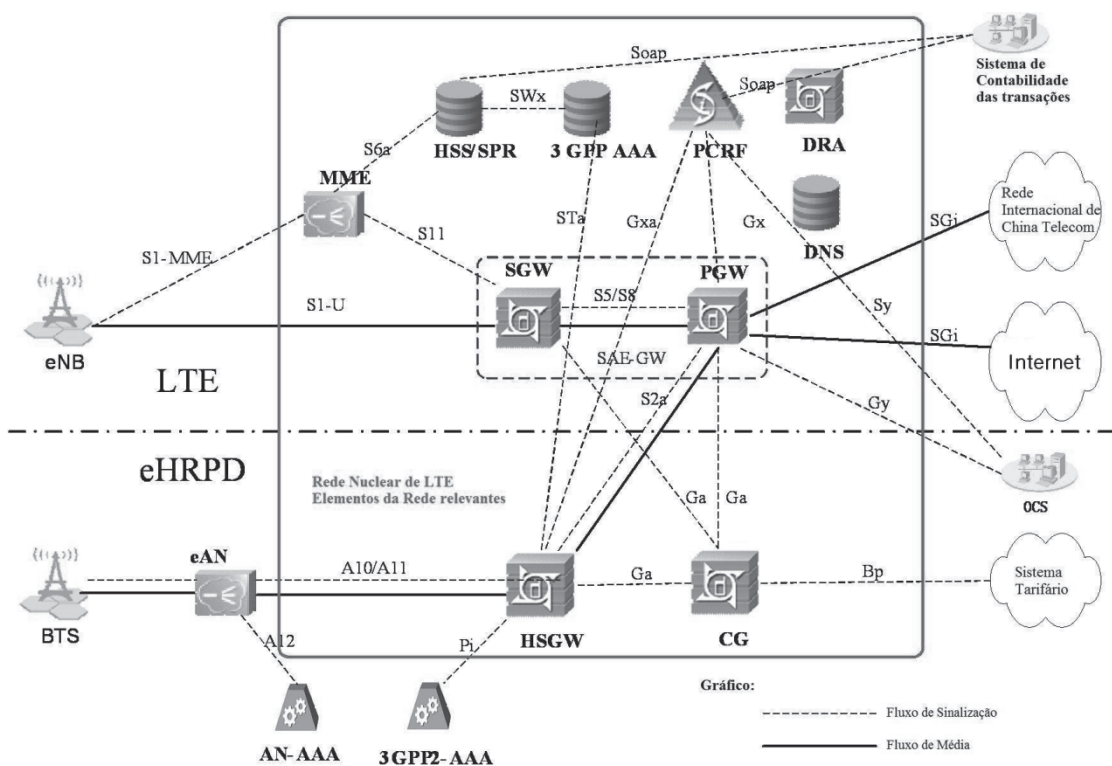 Soap
Soap
Sistema de
Contabilidade
das transações
SWx
HSS/SPR
3 GPP AAA
PCRF
DRA
S6a
MME
STa
Gxa
Gx
DNS
Rede
Internacional de
China Telecom
SGi
S11
S1-MME
SGW
PGW
S5/S8
S1-U
Sy
SGi
eNB
SAE-GW
Internet
LTE
S2a
Gy
eHRPD
Rede Nuclear de LTE
Elementos da Rede relevantes
Ga
Ga
OCS
eAN
A10/A11
Ga
Bp
Sistema
Tarifário
BTS
A12
Pi
HSGW
CG
Gráfico:
Fluxo de Sinalização
Fluxo de Média
AN-AAA
3GPP2-AAA